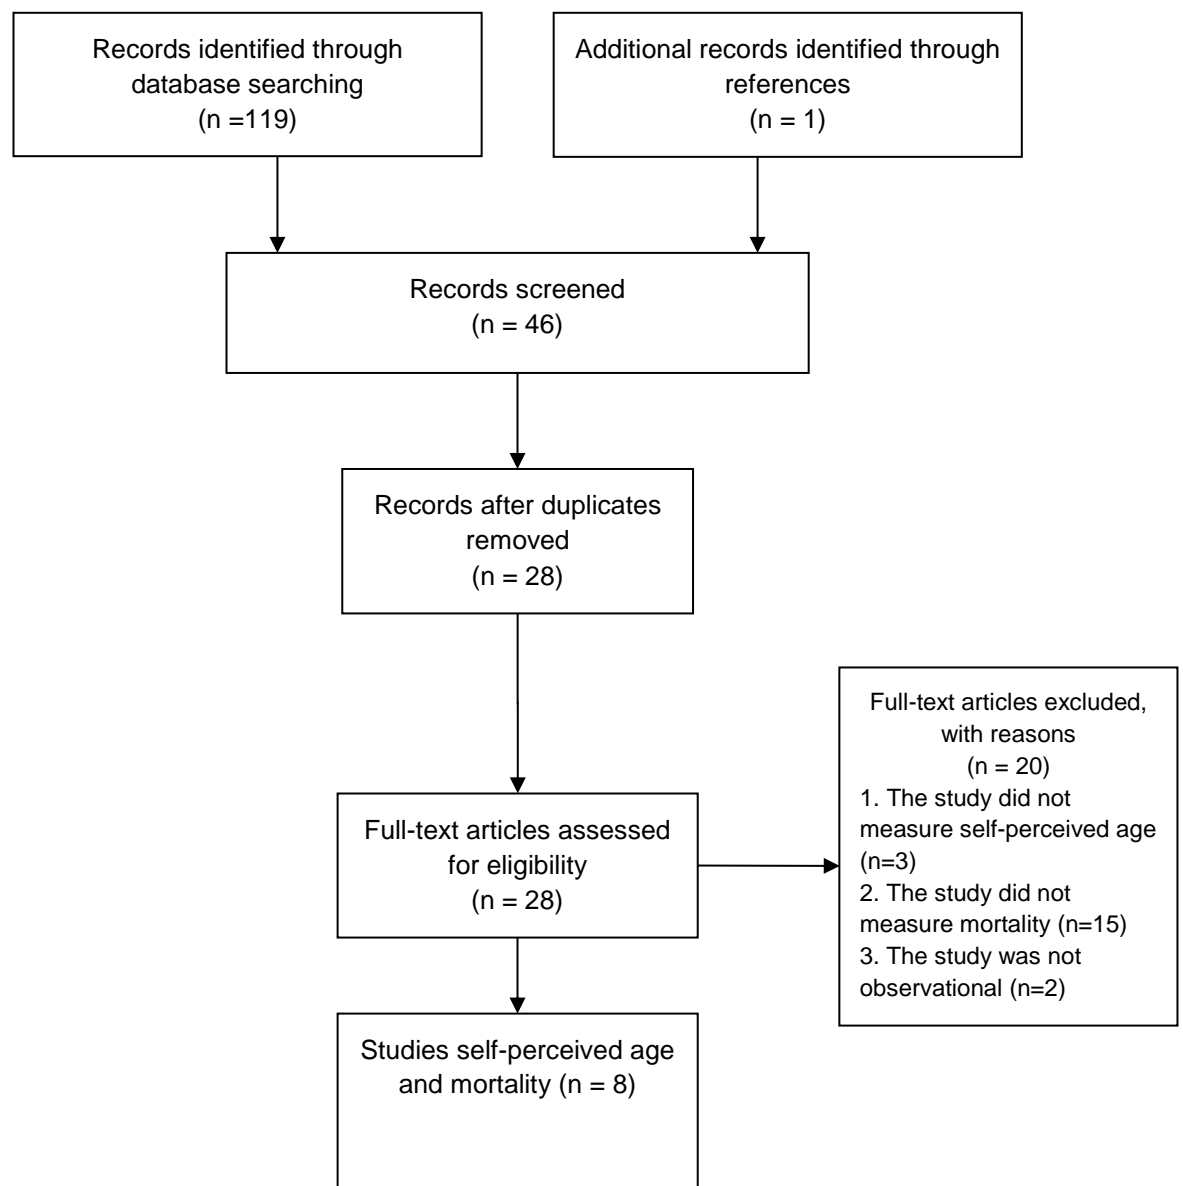 Records identified through
database searching
(n =119)
Additional records identified through
references
(n = 1)
Records screened
(n = 46)
Records after duplicates
removed
(n = 28)
Full-text articles assessed
for eligibility
(n = 28)
Full-text articles excluded,
with reasons
(n = 20)
1. The study did not
measure self-perceived age
(n=3)
2. The study did not
measure mortality (n=15)
3. The study was not
observational (n=2)
Studies self-perceived age
and mortality (n = 8)